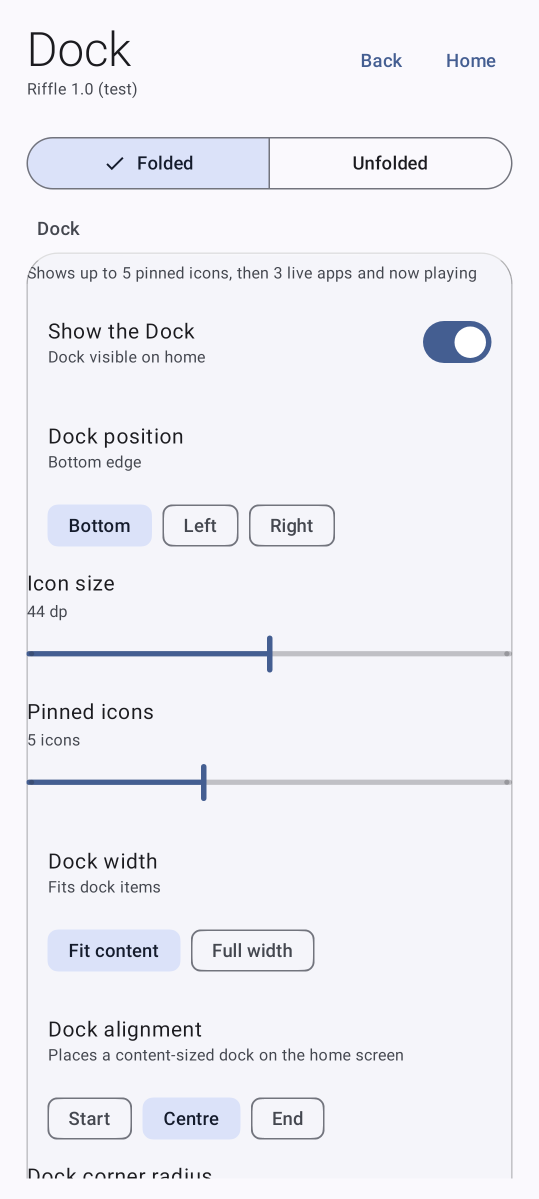 Dock
Riffle 1.0 (test)
Back
Home
Folded
Unfolded
Dock
Shows up to 5 pinned icons, then 3 live apps and now playing
Show the Dock
Dock visible on home
Dock position
Bottom edge
Bottom
Left
Right
Icon size
44 dp
Pinned icons
5 icons
Dock width
Fits dock items
Fit content
Full width
Dock alignment
Places a content-sized dock on the home screen
Start
Centre
End
Dock corner radius